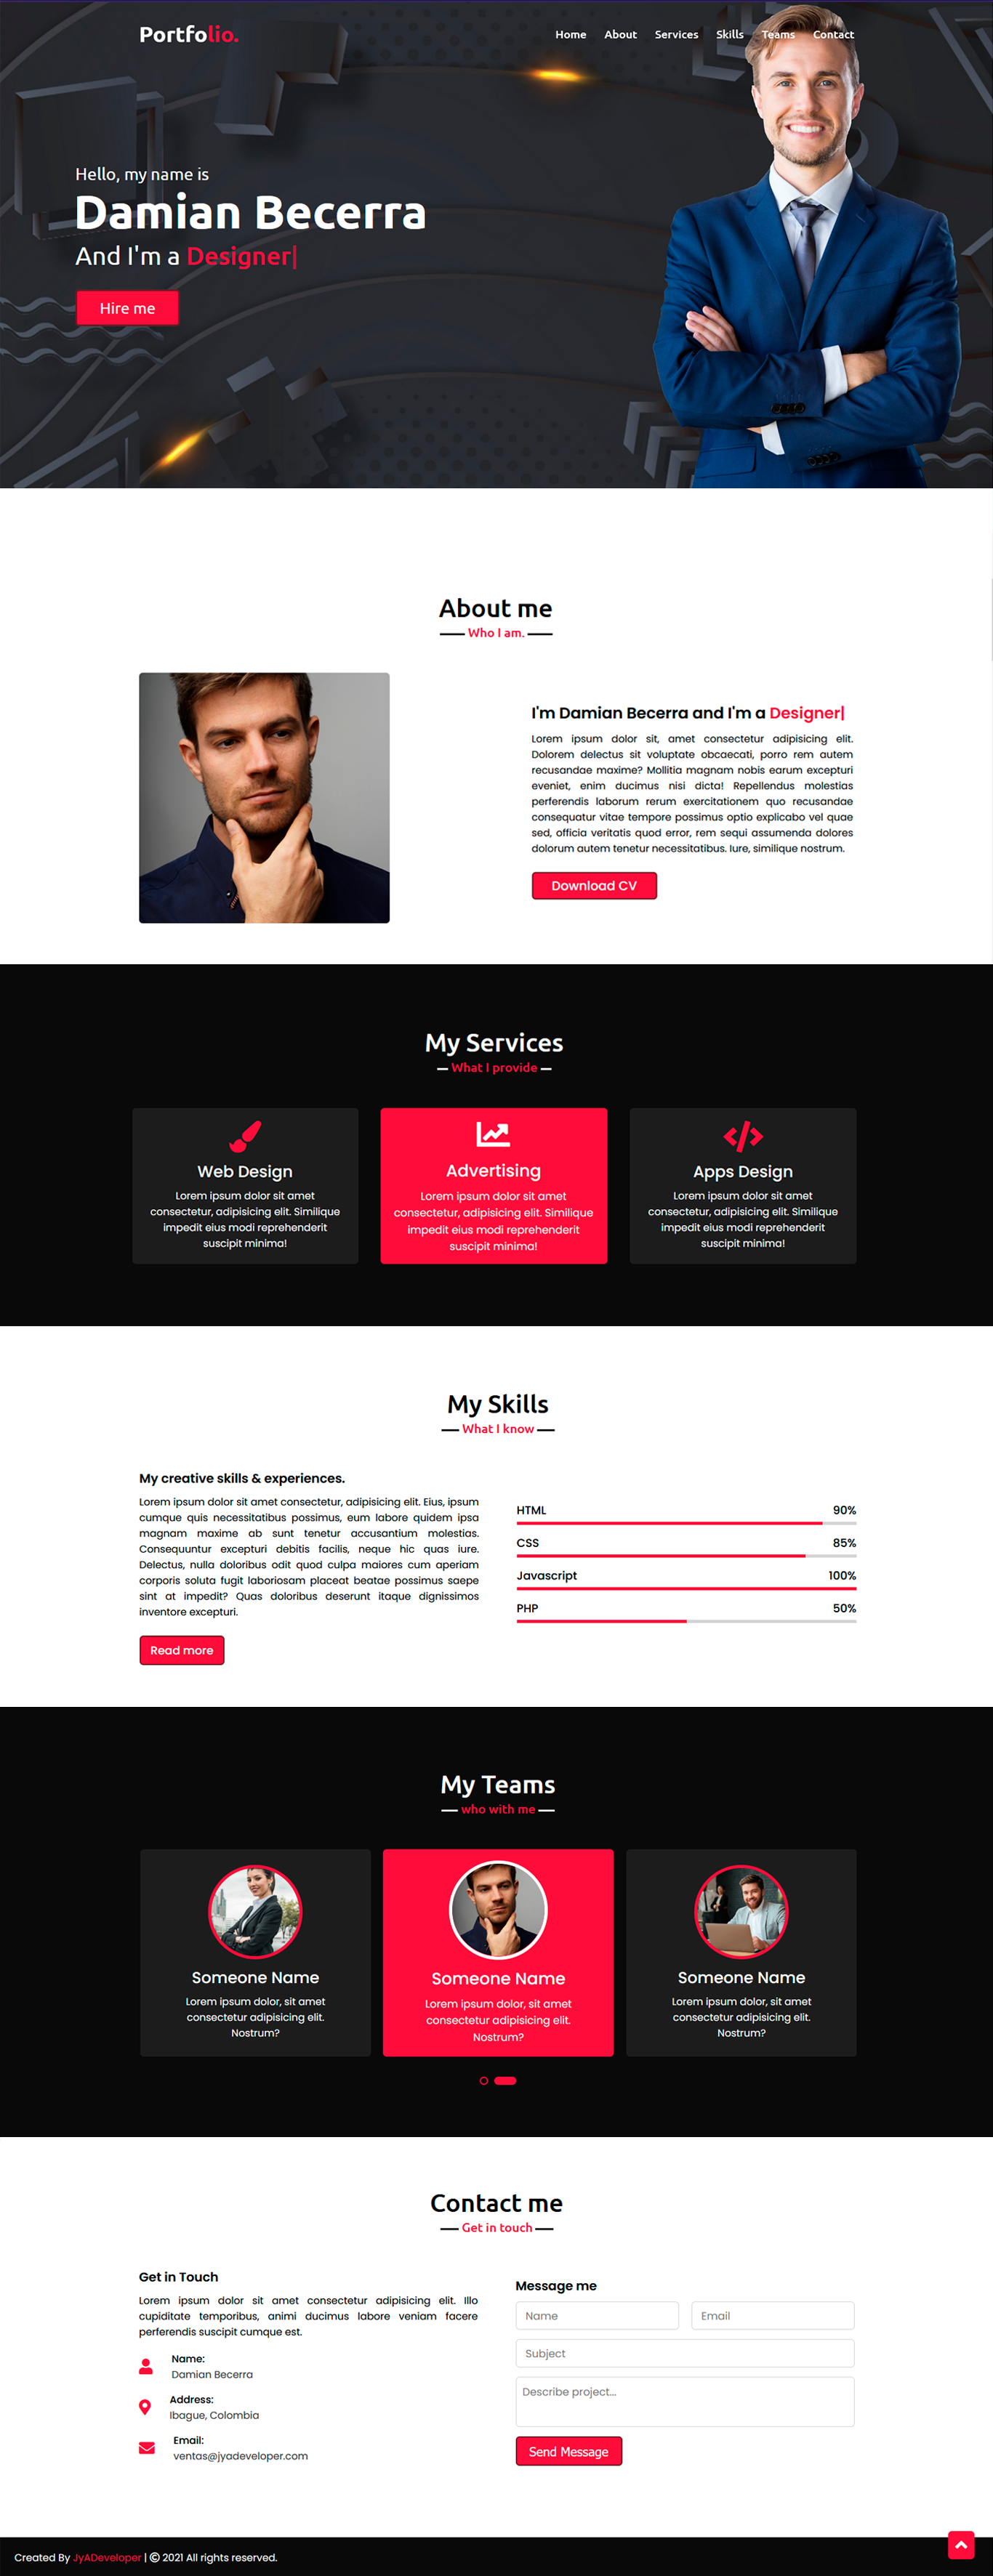 Portfolio.
Home About Services Skills Teams Contact
Hello, my name is
Damian Becerra
And I'm a Designer|
Hire me
About me
Who I am.
I'm Damian Becerra and I'm a Designer|
Lorem ipsum dolor sit, amet consectetur adipisicing elit.
Dolorem delectus sit voluptate obcaecati, porro rem autem
recusandae maxime? Mollitia magnam nobis earum excepturi
eveniet, enim ducimus nisi dicta! Repellendus molestias
perferendis laborum rerum exercitationem quo recusandae
consequatur vitae tempore possimus optio explicabo vel quae
sed, officia veritatis quod error, rem sequi assumenda dolores
dolorum autem tenetur necessitatibus. Iure, similique nostrum.
Download CV
My Services
What I provide
Web Design
Lorem ipsum dolor sit amet
consectetur, adipisicing elit. Similique
impedit eius modi reprehenderit
suscipit minima!
Advertising
Lorem ipsum dolor sit amet
consectetur, adipisicing elit. Similique
impedit eius modi reprehenderit
suscipit minima!
Apps Design
Lorem ipsum dolor sit amet
consectetur, adipisicing elit. Similique
impedit eius modi reprehenderit
suscipit minima!
My Skills
What I know
My creative skills & experiences.
Lorem ipsum dolor sit amet consectetur, adipisicing elit. Eius, ipsum
cumque quis necessitatibus possimus, eum labore quidem ipsa
magnam maxime ab sunt tenetur accusantium molestias.
Consequuntur excepturi debitis facilis, neque hic quas iure.
Delectus, nulla doloribus odit quod culpa maiores cum aperiam
corporis soluta fugit laboriosam placeat beatae possimus saepe
sint at impedit? Quas doloribus deserunt itaque dignissimos
inventore excepturi.
Read more
HTML 90%
CSS 85%
Javascript 100%
PHP 50%
My Teams
who with me
Someone Name
Lorem ipsum dolor, sit amet
consectetur adipisicing elit.
Nostrum?
Someone Name
Lorem ipsum dolor, sit amet
consectetur adipisicing elit.
Nostrum?
Someone Name
Lorem ipsum dolor, sit amet
consectetur adipisicing elit.
Nostrum?
Contact me
Get in touch
Get in Touch
Lorem ipsum dolor sit amet consectetur adipisicing elit. Illo
cupiditate temporibus, animi ducimus labore veniam facere
perferendis suscipit cumque est.
Name:
Damian Becerra
Address:
Ibague, Colombia
Email:
ventas@jyadeveloper.com
Message me
Name
Email
Subject
Describe project...
Send Message
Created By JyADeveloper | © 2021 All rights reserved.